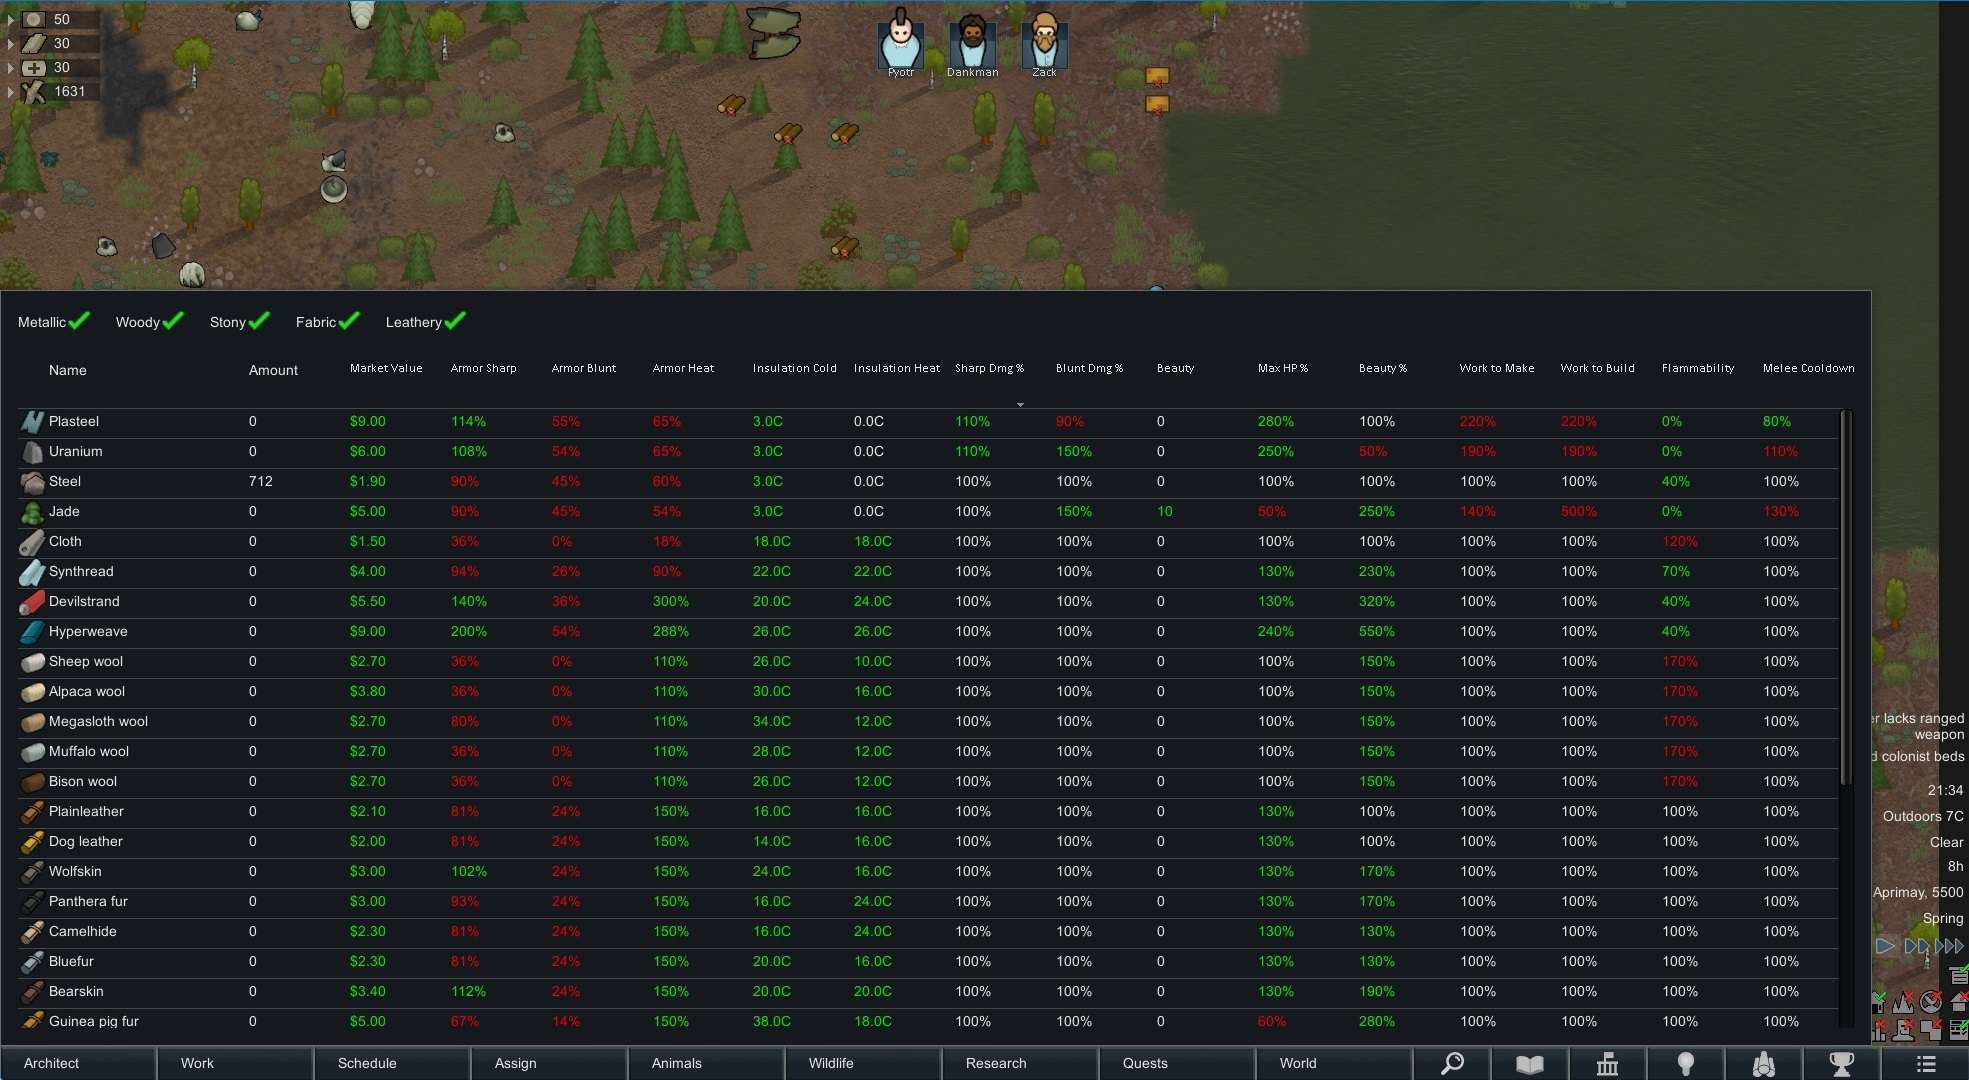 50
30
30
1631
Pyotr Dankman Zack
Metallic Woody Stony Fabric Leathery
Name Amount Market Value Armor Sharp Armor Blunt Armor Heat Insulation Cold Insulation Heat Sharp Dmg % Blunt Dmg % Beauty Max HP % Beauty % Work to Make Work to Build Flammability Melee Cooldown
Plasteel 0 $9.00 114% 55% 65% 3.0C 0.0C 110% 90% 0 280% 100% 220% 220% 0% 80%
Uranium 0 $6.00 108% 54% 65% 3.0C 0.0C 110% 150% 0 250% 50% 190% 190% 0% 110%
Steel 712 $1.90 90% 45% 60% 3.0C 0.0C 100% 100% 0 100% 100% 100% 100% 40% 100%
Jade 0 $5.00 90% 45% 54% 3.0C 0.0C 100% 150% 10 50% 250% 140% 500% 0% 130%
Cloth 0 $1.50 36% 0% 18% 18.0C 18.0C 100% 100% 0 100% 100% 100% 100% 120% 100%
Synthread 0 $4.00 94% 26% 90% 22.0C 22.0C 100% 100% 0 130% 230% 100% 100% 70% 100%
Devilstrand 0 $5.50 140% 36% 300% 20.0C 24.0C 100% 100% 0 130% 320% 100% 100% 40% 100%
Hyperweave 0 $9.00 200% 54% 288% 26.0C 26.0C 100% 100% 0 240% 550% 100% 100% 40% 100%
Sheep wool 0 $2.70 36% 0% 110% 26.0C 10.0C 100% 100% 0 100% 150% 100% 100% 170% 100%
Alpaca wool 0 $3.80 36% 0% 110% 30.0C 16.0C 100% 100% 0 100% 150% 100% 100% 170% 100%
Megasloth wool 0 $2.70 80% 0% 110% 34.0C 12.0C 100% 100% 0 100% 150% 100% 100% 170% 100%
er lacks ranged
weapon
Muffalo wool 0 $2.70 36% 0% 110% 28.0C 12.0C 100% 100% 0 100% 150% 100% 100% 170% 100%
d colonist beds
Bison wool 0 $2.70 36% 0% 110% 26.0C 12.0C 100% 100% 0 100% 150% 100% 100% 170% 100%
21:34
Plainleather 0 $2.10 81% 24% 150% 16.0C 16.0C 100% 100% 0 130% 100% 100% 100% 100% 100%
Outdoors 7C
Dog leather 0 $2.00 81% 24% 150% 14.0C 16.0C 100% 100% 0 130% 100% 100% 100% 100% 100%
Clear
Wolfskin 0 $3.00 102% 24% 150% 24.0C 16.0C 100% 100% 0 130% 170% 100% 100% 100% 100%
8h
Panthera fur 0 $3.00 93% 24% 150% 16.0C 24.0C 100% 100% 0 130% 170% 100% 100% 100% 100%
Aprimay, 5500
Camelhide 0 $2.30 81% 24% 150% 16.0C 24.0C 100% 100% 0 130% 130% 100% 100% 100% 100%
Spring
Bluefur 0 $2.30 81% 24% 150% 20.0C 16.0C 100% 100% 0 130% 130% 100% 100% 100% 100%
Bearskin 0 $3.40 112% 24% 150% 20.0C 20.0C 100% 100% 0 130% 190% 100% 100% 100% 100%
Guinea pig fur 0 $5.00 67% 14% 150% 38.0C 18.0C 100% 100% 0 60% 280% 100% 100% 100% 100%
Architect Work Schedule Assign Animals Wildlife Research Quests World